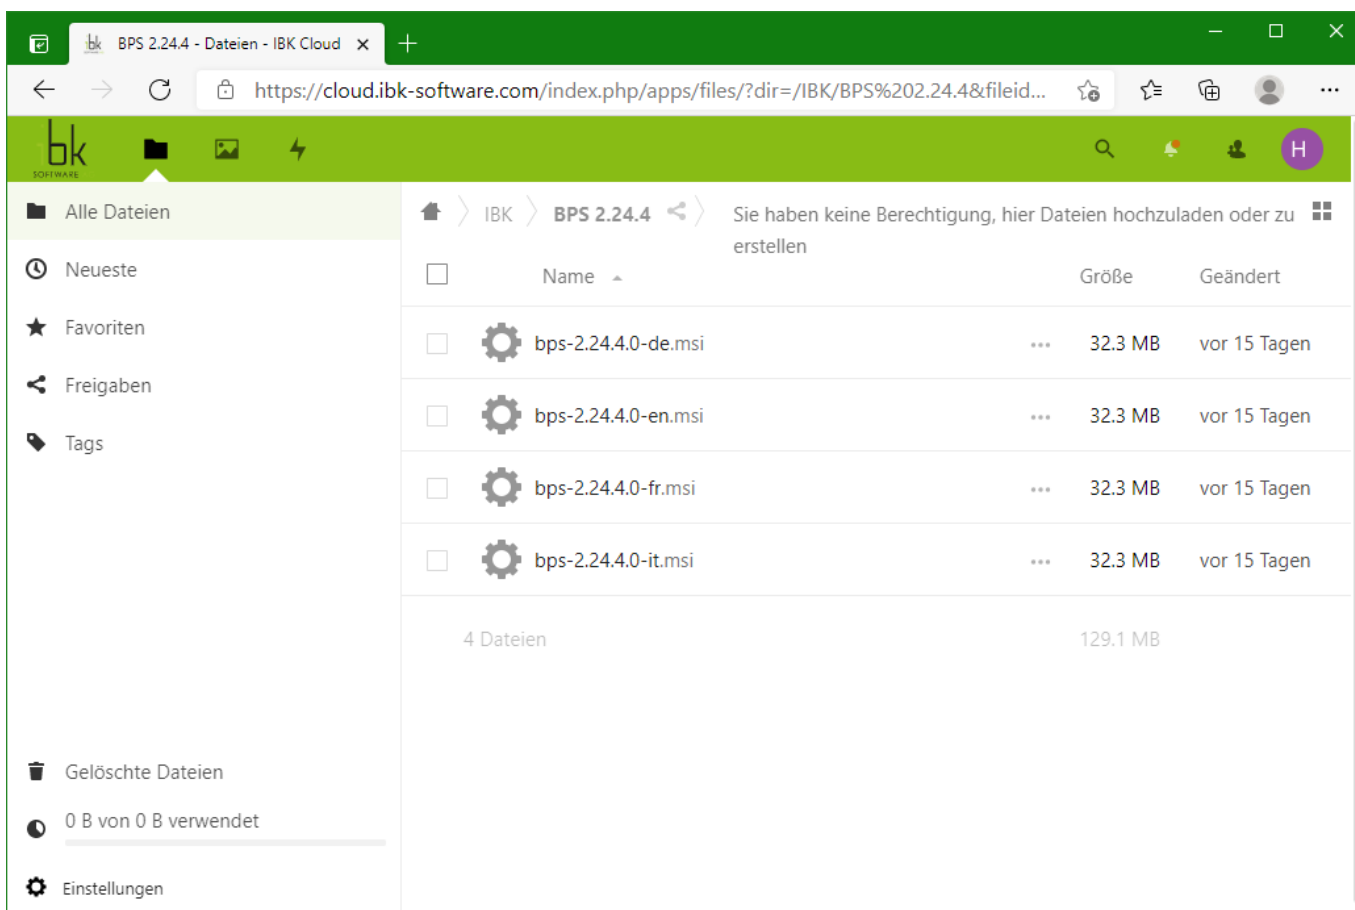 BPS 2.24.4 - Dateien - IBK Cloud
https://cloud.ibk-software.com/index.php/apps/files/?dir=/IBK/BPS%202.24.4&fileid...
ibk
SOFTWARE
H
Alle Dateien
Neueste
Favoriten
Freigaben
Tags
IBK BPS 2.24.4 Sie haben keine Berechtigung, hier Dateien hochzuladen oder zu
erstellen
Name Größe Geändert
bps-2.24.4.0-de.msi ... 32.3 MB vor 15 Tagen
bps-2.24.4.0-en.msi ... 32.3 MB vor 15 Tagen
bps-2.24.4.0-fr.msi ... 32.3 MB vor 15 Tagen
bps-2.24.4.0-it.msi ... 32.3 MB vor 15 Tagen
4 Dateien 129.1 MB
Gelöschte Dateien
0 B von 0 B verwendet
Einstellungen